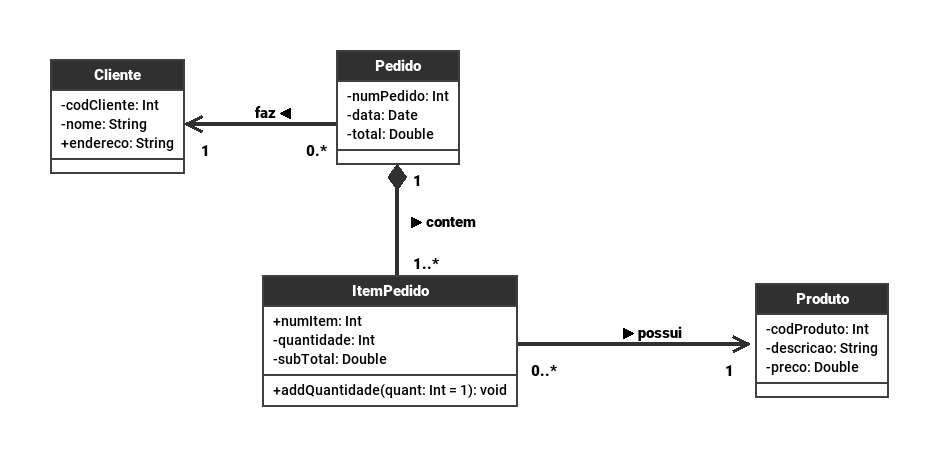 Cliente
-codCliente: Int
-nome: String
+endereco: String
faz ◀
1
0.*
Pedido
-numPedido: Int
-data: Date
-total: Double
1
▶ contem
1..*
ItemPedido
+numItem: Int
-quantidade: Int
-subTotal: Double
+addQuantidade(quant: Int = 1): void
▶ possui
0..*
1
Produto
-codProduto: Int
-descricao: String
-preco: Double